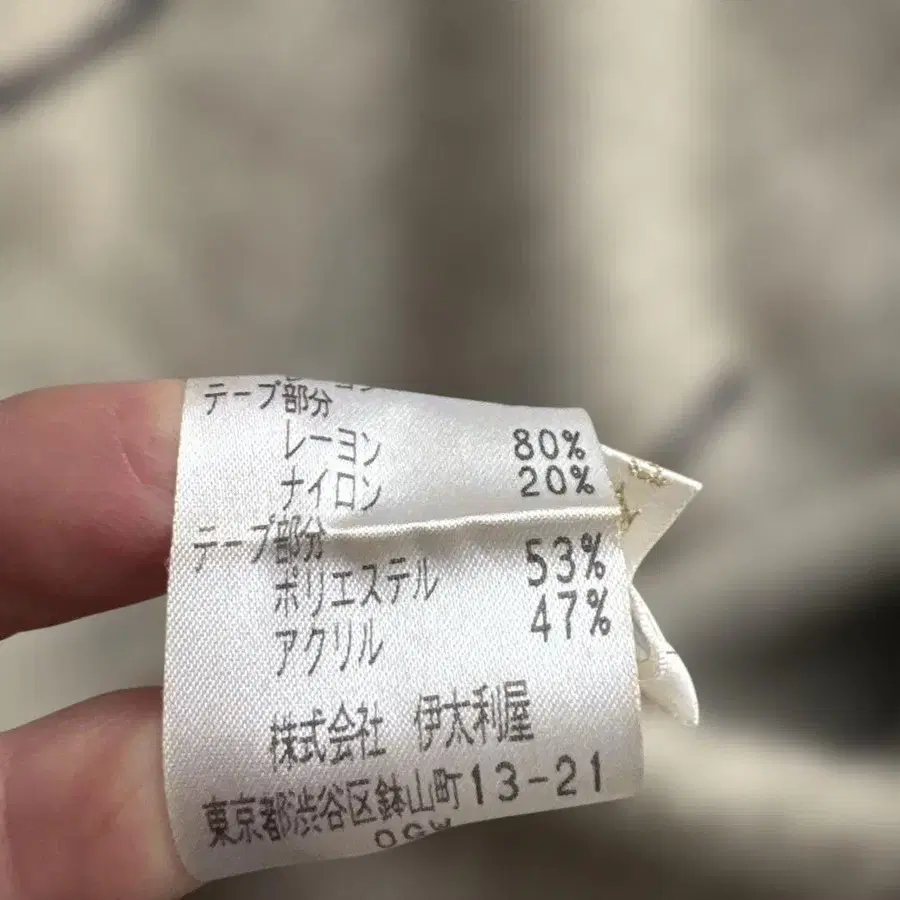 テープ部分
レーヨン 80%
ナイロン 20%
テープ部分
ポリエステル 53%
アクリル 47%
株式会社 伊太利屋
東京都渋谷区鉢山町13-21